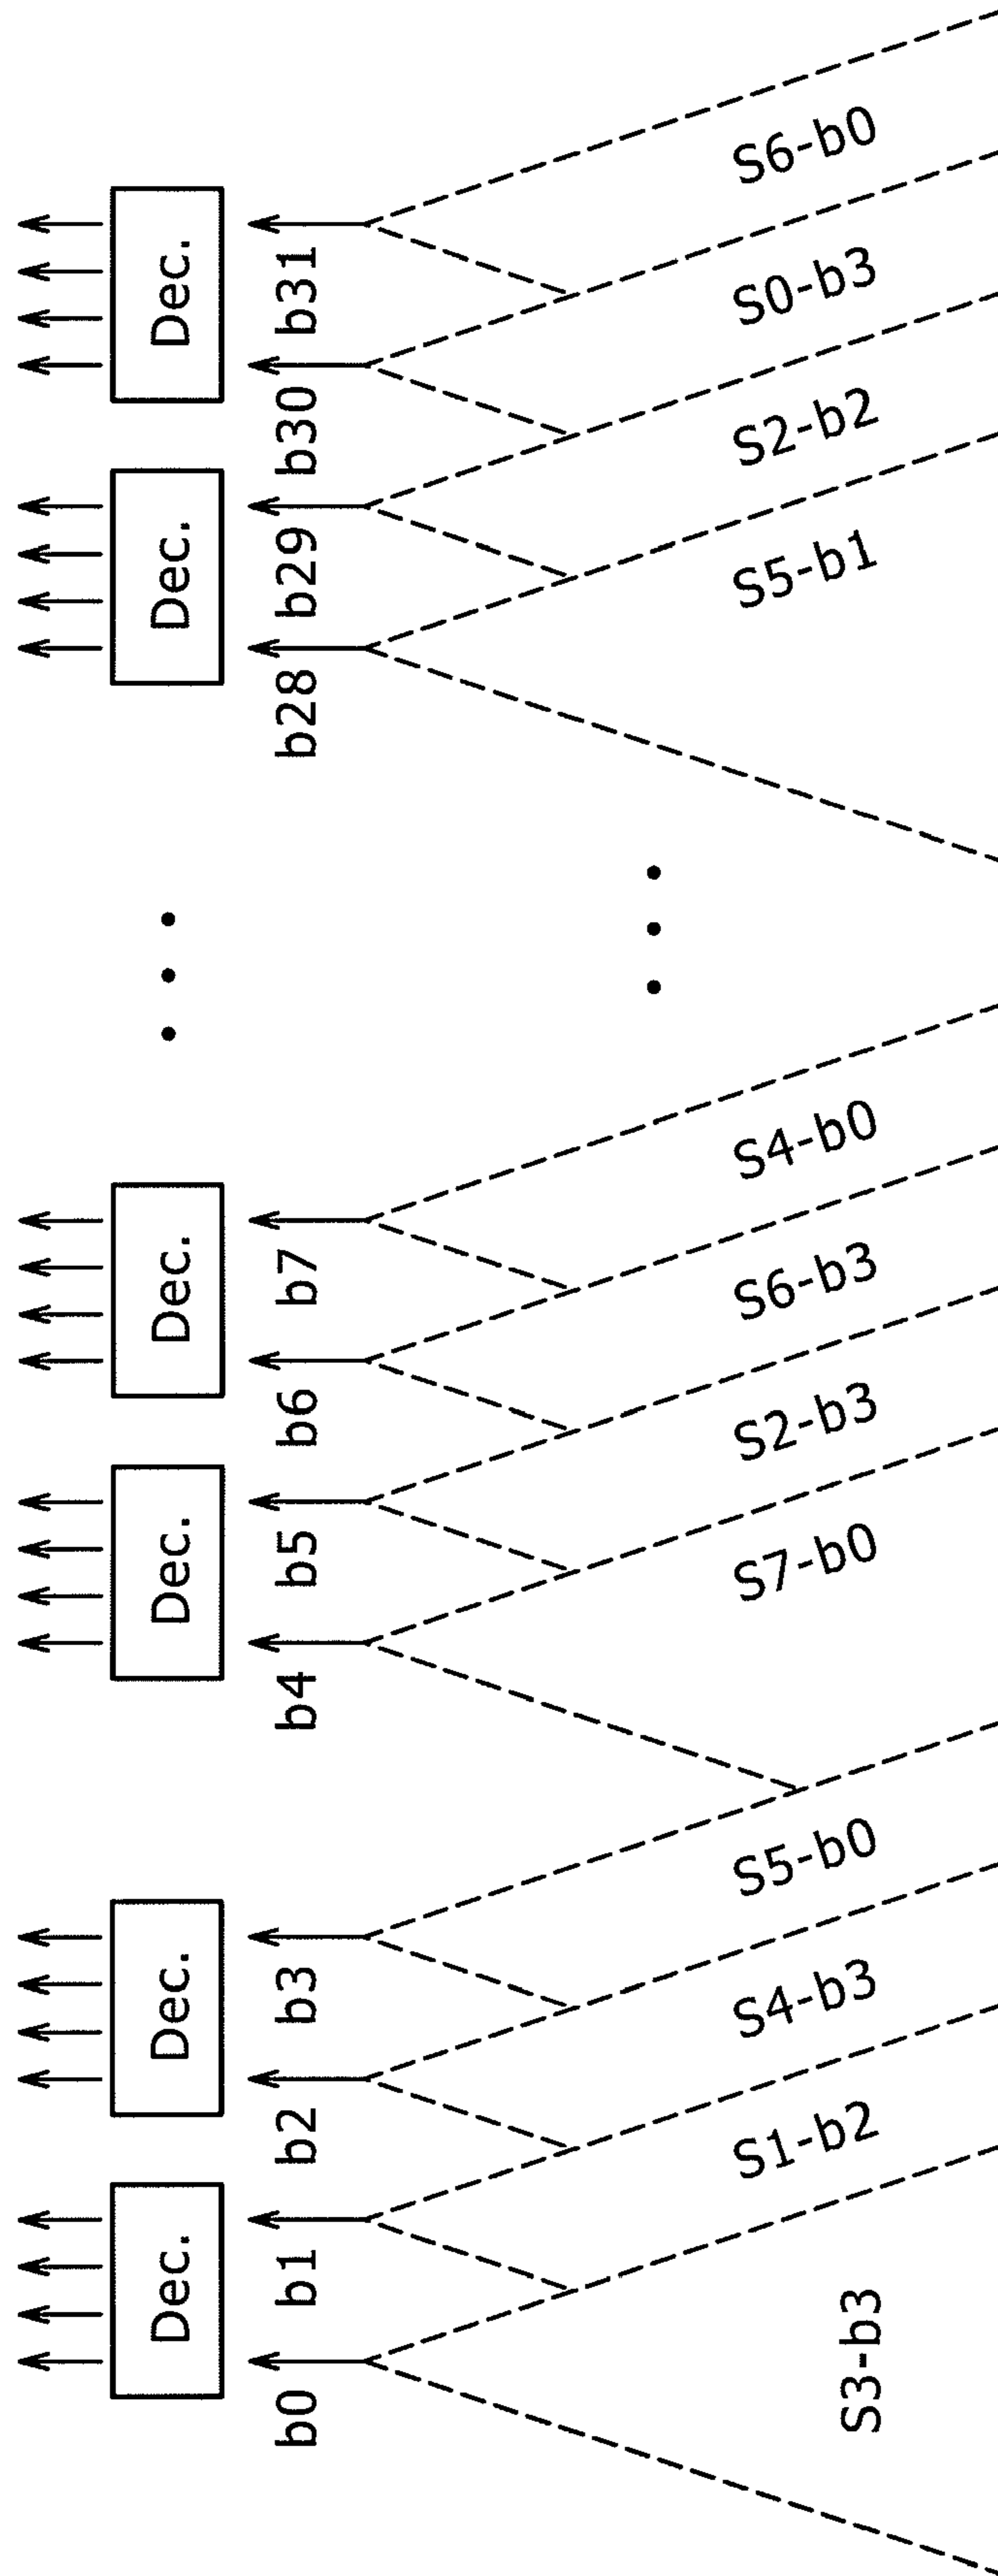 Dec.
Dec.
Dec.
Dec.
Dec.
Dec.
b0
b1
b2
b3
b4
b5
b6
b7
b28
b29
b30
b31
S3-b3
S1-b2
S4-b3
S5-b0
S7-b0
S2-b3
S6-b3
S4-b0
S5-b1
S2-b2
S0-b3
S6-b0